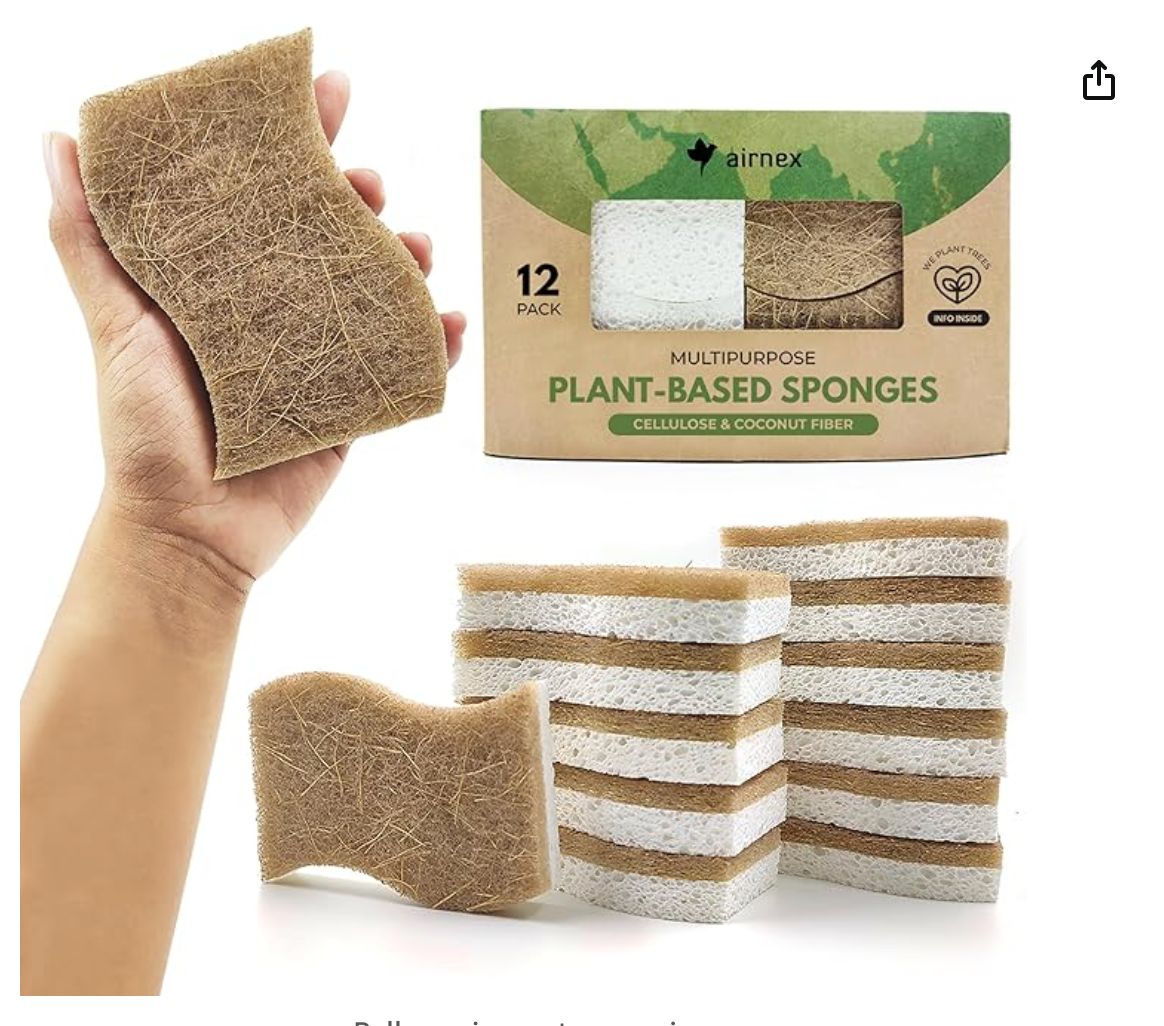 airnex
12
PACK
WE PLANT TREES
INFO INSIDE
MULTIPURPOSE
PLANT-BASED SPONGES
CELLULOSE & COCONUT FIBER